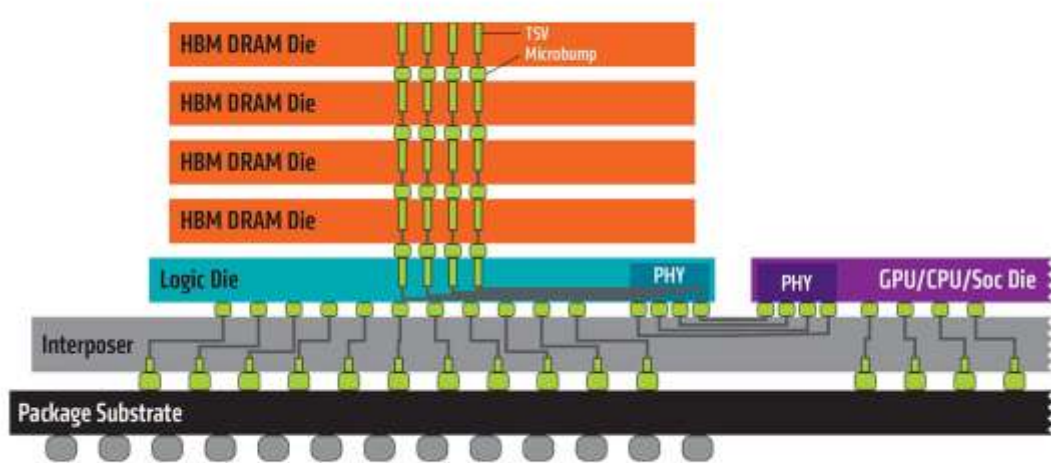 HBM DRAM Die
TSV
Microbump
HBM DRAM Die
HBM DRAM Die
HBM DRAM Die
Logic Die
PHY
PHY
GPU/CPU/Soc Die
Interposer
Package Substrate